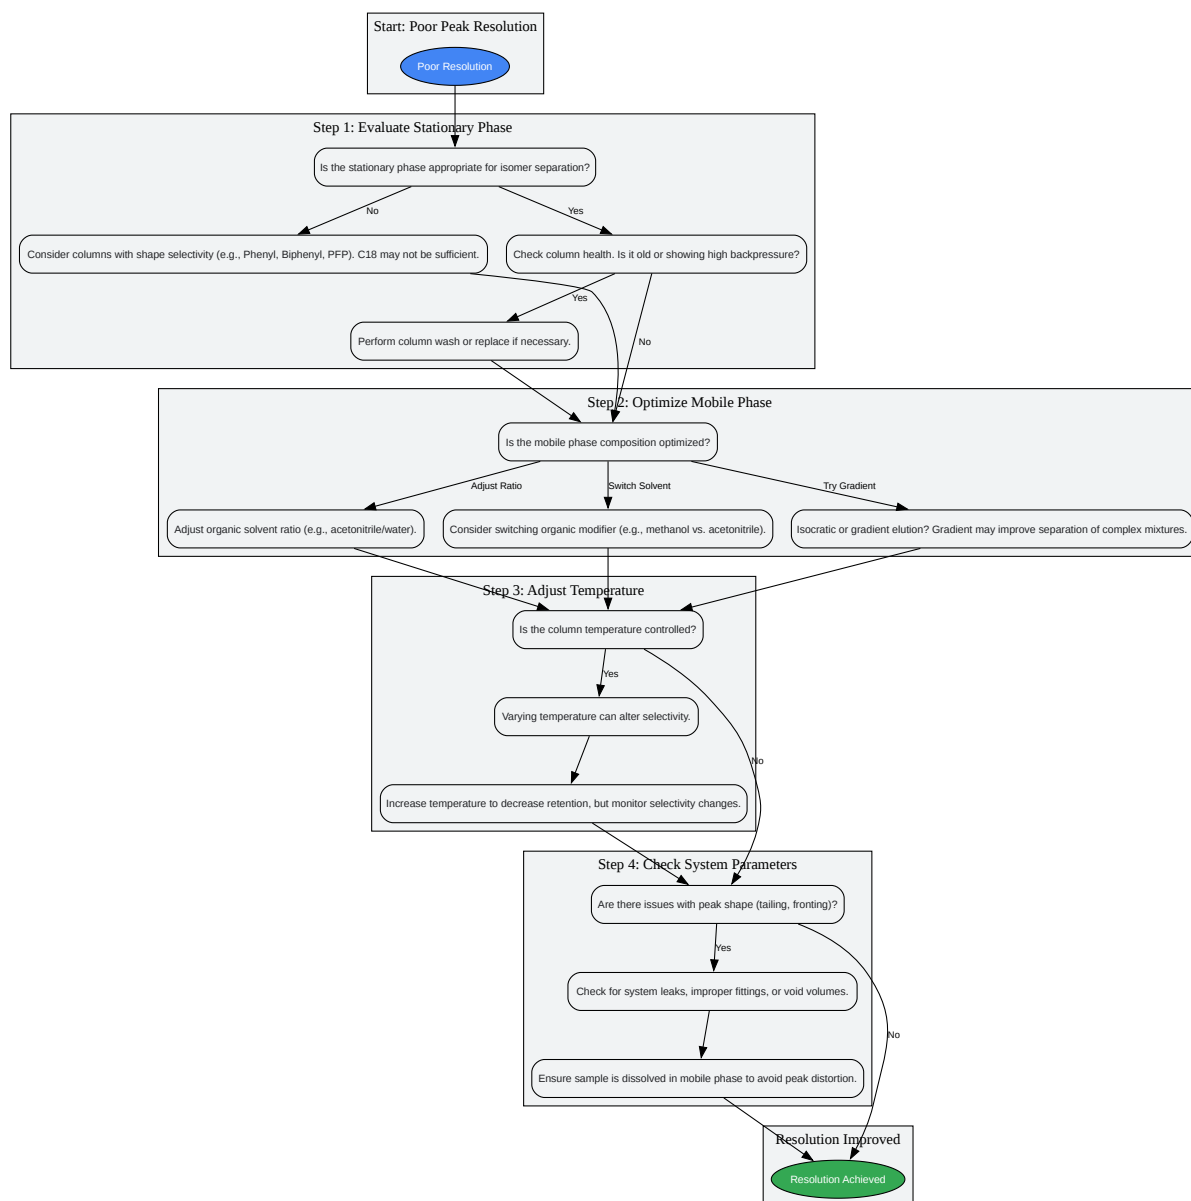 Start: Poor Peak Resolution
Poor Resolution
Step 1: Evaluate Stationary Phase
Is the stationary phase appropriate for isomer separation?
No
Yes
Consider columns with shape selectivity (e.g., Phenyl, Biphenyl, PFP). C18 may not be sufficient.
Check column health. Is it old or showing high backpressure?
Yes
Perform column wash or replace if necessary.
No
Step 2: Optimize Mobile Phase
Is the mobile phase composition optimized?
Adjust Ratio
Switch Solvent
Try Gradient
Adjust organic solvent ratio (e.g., acetonitrile/water).
Consider switching organic modifier (e.g., methanol vs. acetonitrile).
Isocratic or gradient elution? Gradient may improve separation of complex mixtures.
Step 3: Adjust Temperature
Is the column temperature controlled?
Yes
Varying temperature can alter selectivity.
No
Increase temperature to decrease retention, but monitor selectivity changes.
Step 4: Check System Parameters
Are there issues with peak shape (tailing, fronting)?
Yes
Check for system leaks, improper fittings, or void volumes.
No
Ensure sample is dissolved in mobile phase to avoid peak distortion.
Resolution Improved
Resolution Achieved